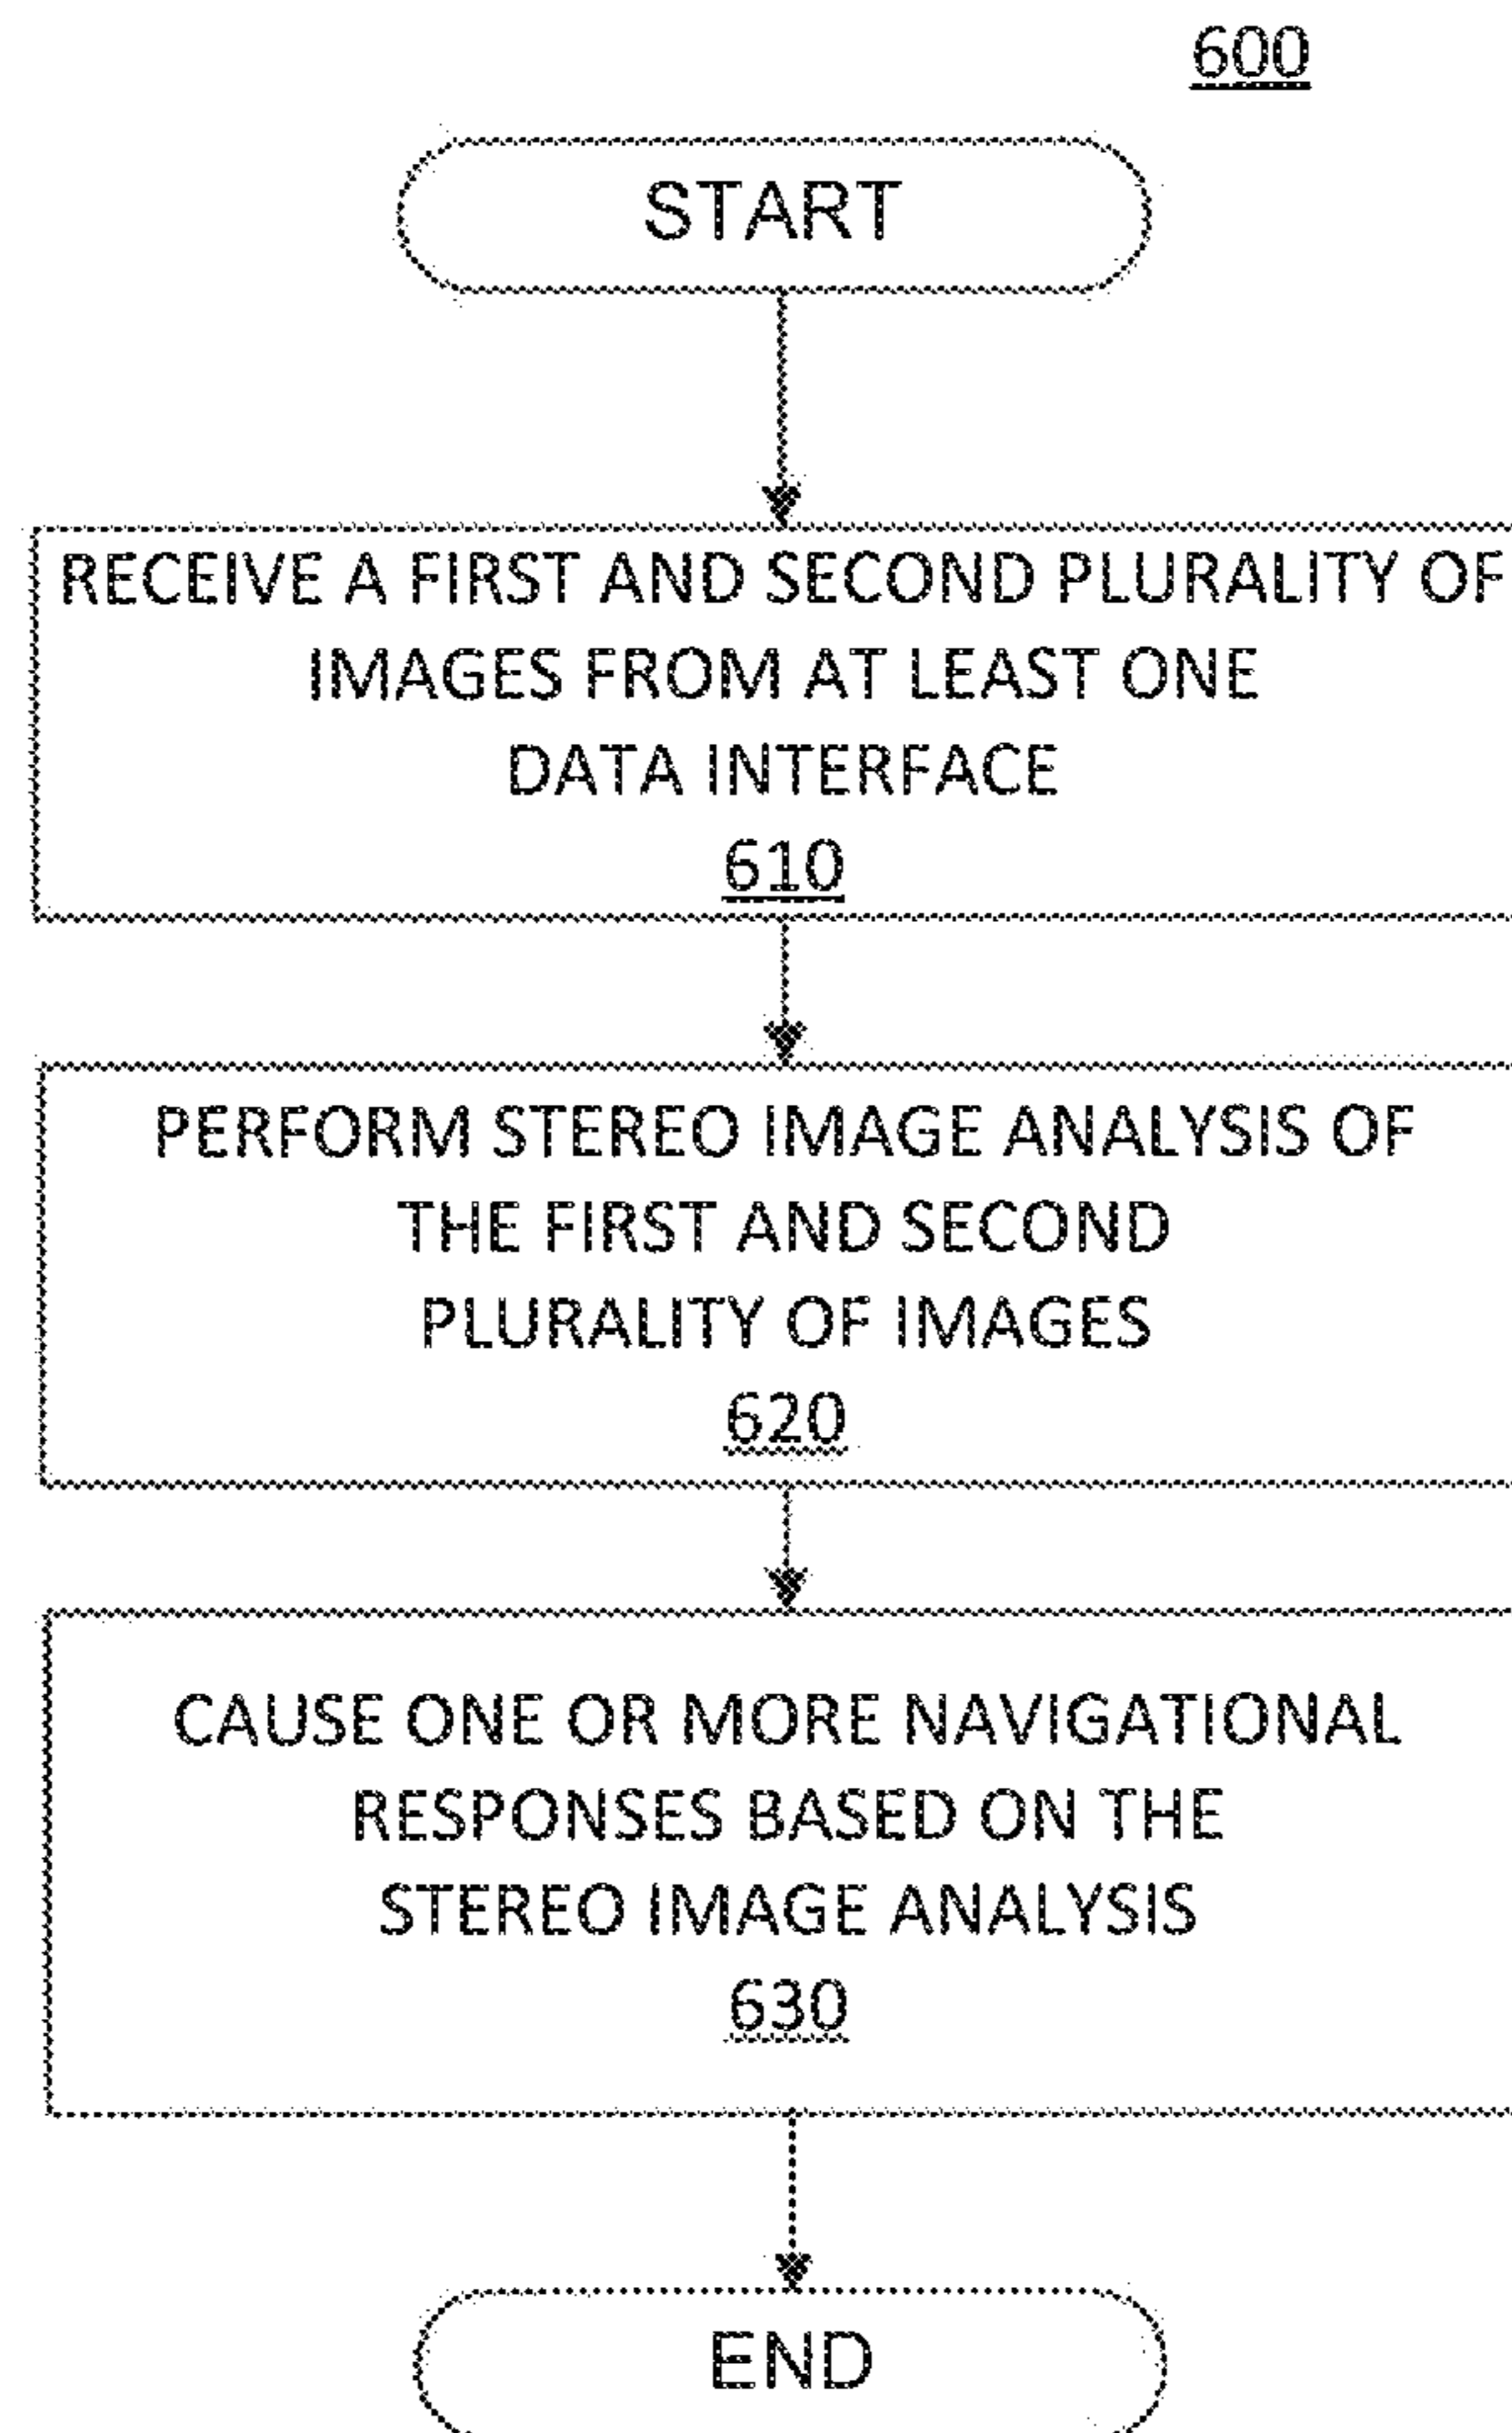 600
START
RECEIVE A FIRST AND SECOND PLURALITY OF
IMAGES FROM AT LEAST ONE
DATA INTERFACE
610
PERFORM STEREO IMAGE ANALYSIS OF
THE FIRST AND SECOND
PLURALITY OF IMAGES
620
CAUSE ONE OR MORE NAVIGATIONAL
RESPONSES BASED ON THE
STEREO IMAGE ANALYSIS
630
END